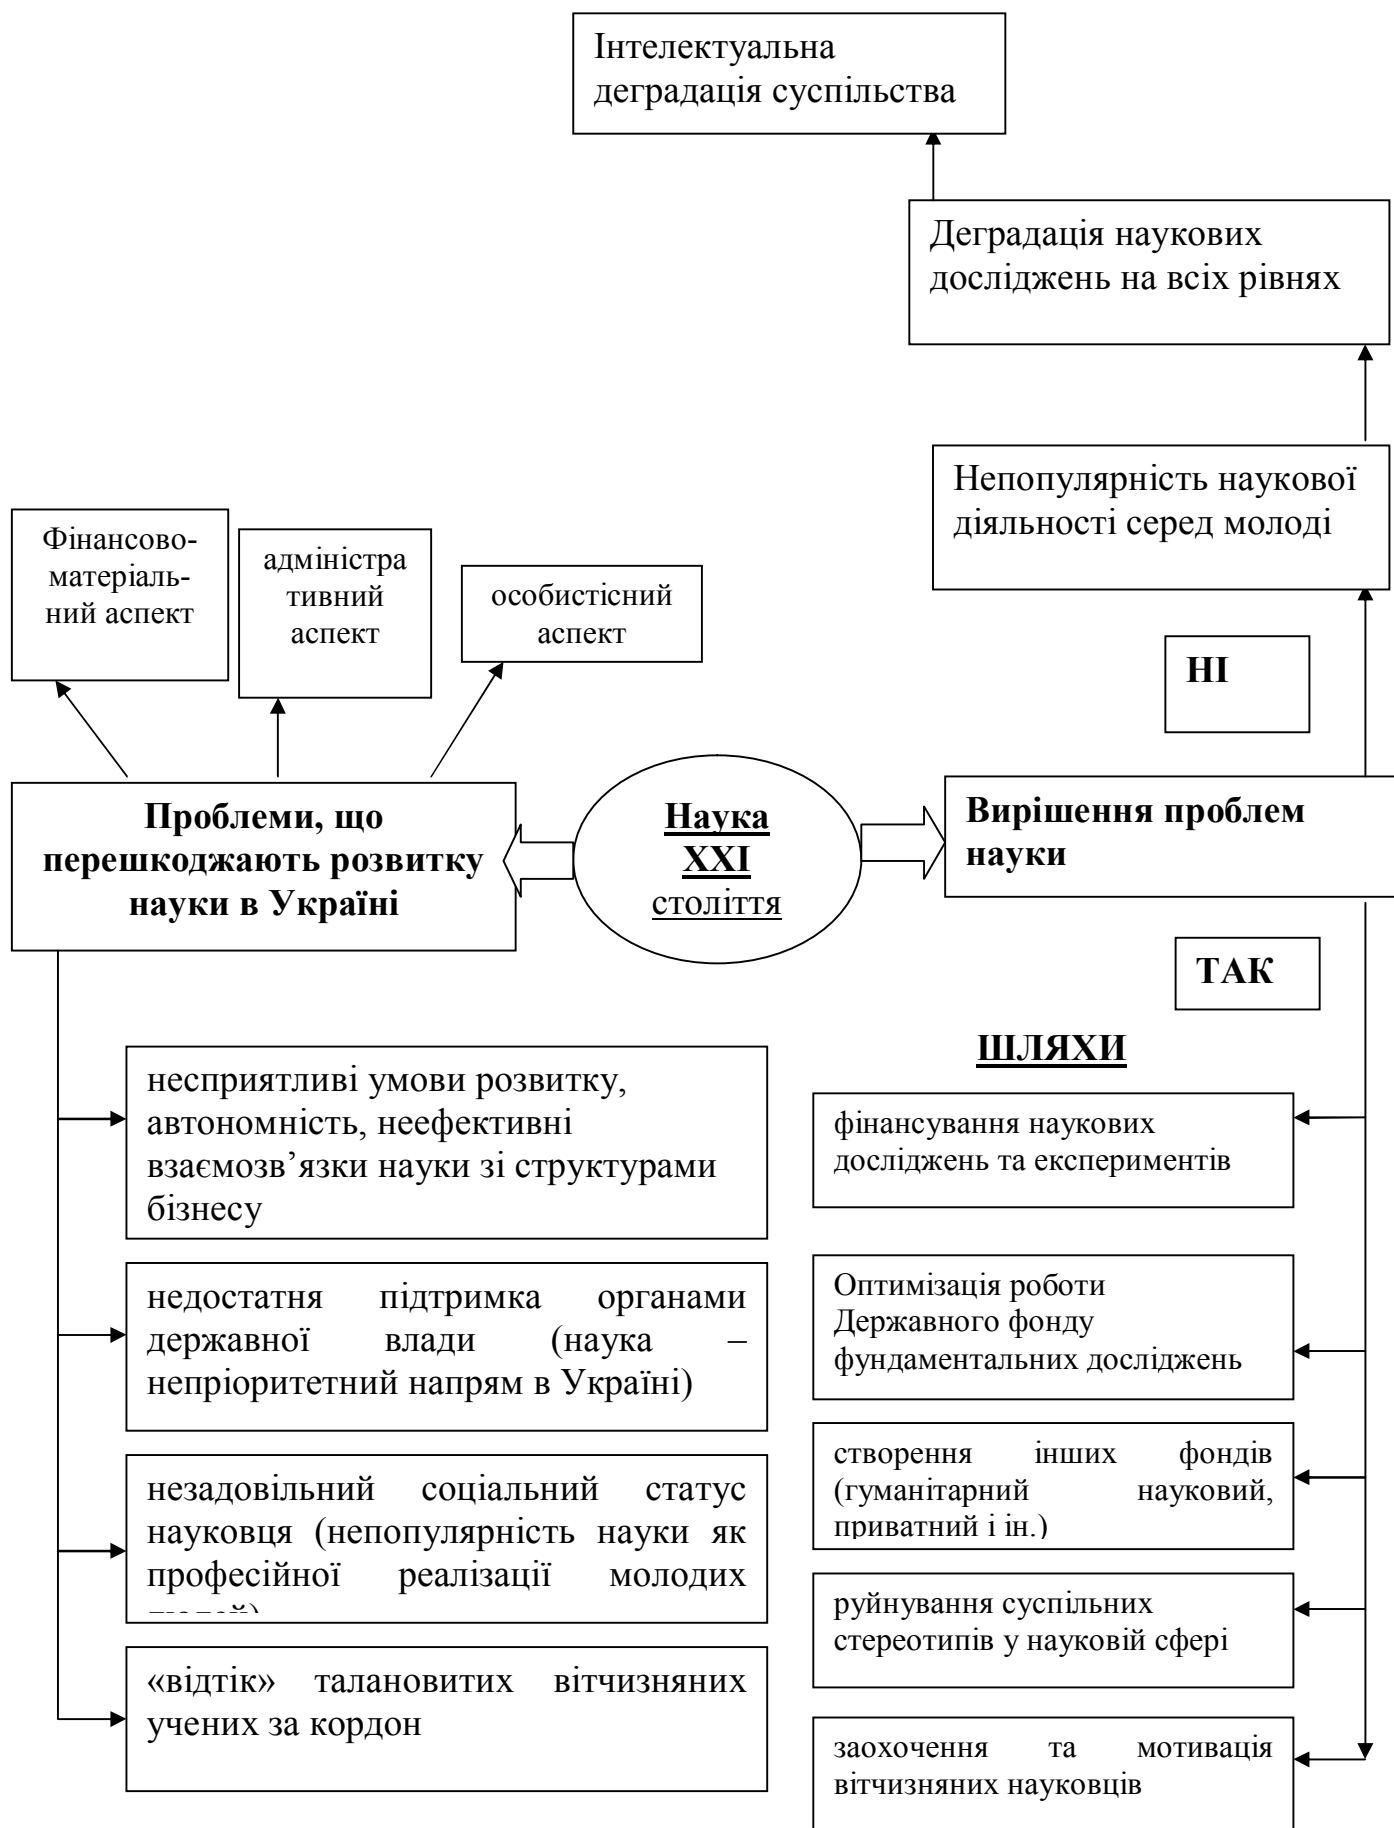 Інтелектуальна
деградація суспільства
Деградація наукових
досліджень на всіх рівнях
Непопулярність наукової
діяльності серед молоді
Фінансово-
матеріаль-
ний аспект
адміністра
тивний
аспект
особистісний
аспект
НІ
Проблеми, що
перешкоджають розвитку
науки в Україні
Наука
ХХІ
століття
Вирішення проблем
науки
ТАК
ШЛЯХИ
несприятливі умови розвитку,
автономність, неефективні
взаємозв’язки науки зі структурами
бізнесу
недостатня підтримка органами
державної влади (наука –
непріоритетний напрям в Україні)
незадовільний соціальний статус
науковця (непопулярність науки як
професійної реалізації молодих
«відтік» талановитих вітчизняних
учених за кордон
фінансування наукових
досліджень та експериментів
Оптимізація роботи
Державного фонду
фундаментальних досліджень
створення інших фондів
(гуманітарний науковий,
приватний і ін.)
руйнування суспільних
стереотипів у науковій сфері
заохочення та мотивація
вітчизняних науковців